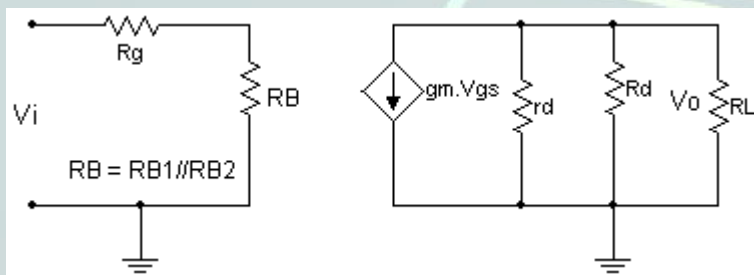 Rg
RB
Vi
RB = RB1//RB2
gm.Vgs
rd
Rd
Vo
RL